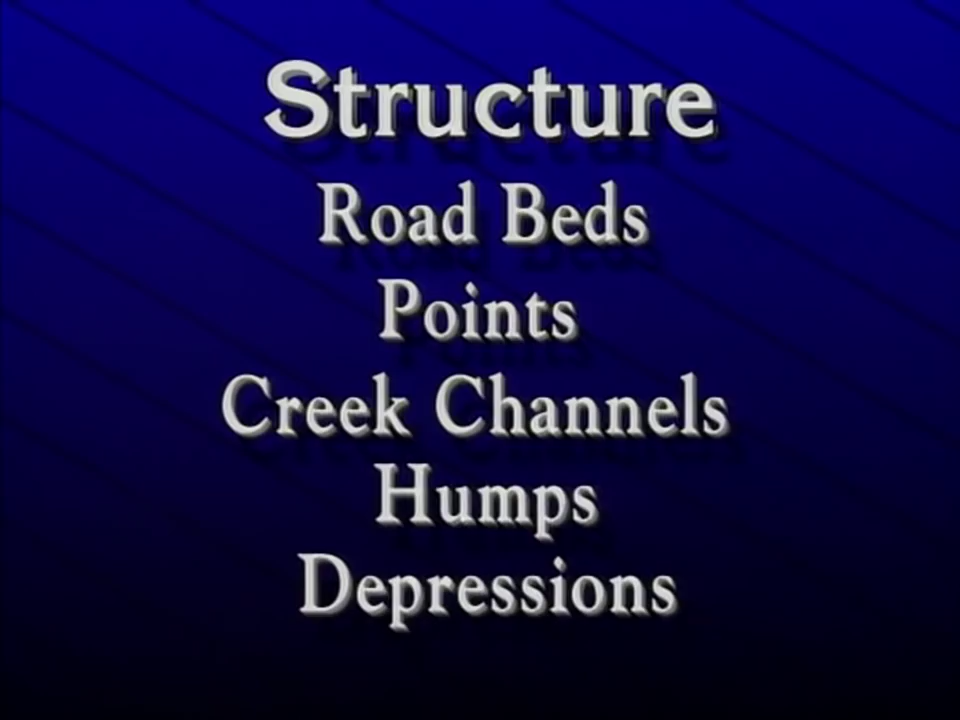 Structure
Road Beds
Points
Creek Channels
Humps
Depressions